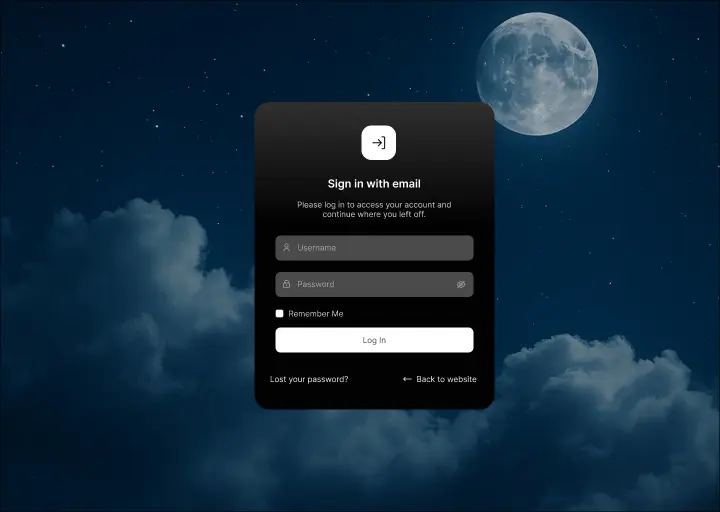 Sign in with email
Please log in to access your account and
continue where you left off.
Username
Password
Remember Me
Log In
Lost your password?
← Back to website